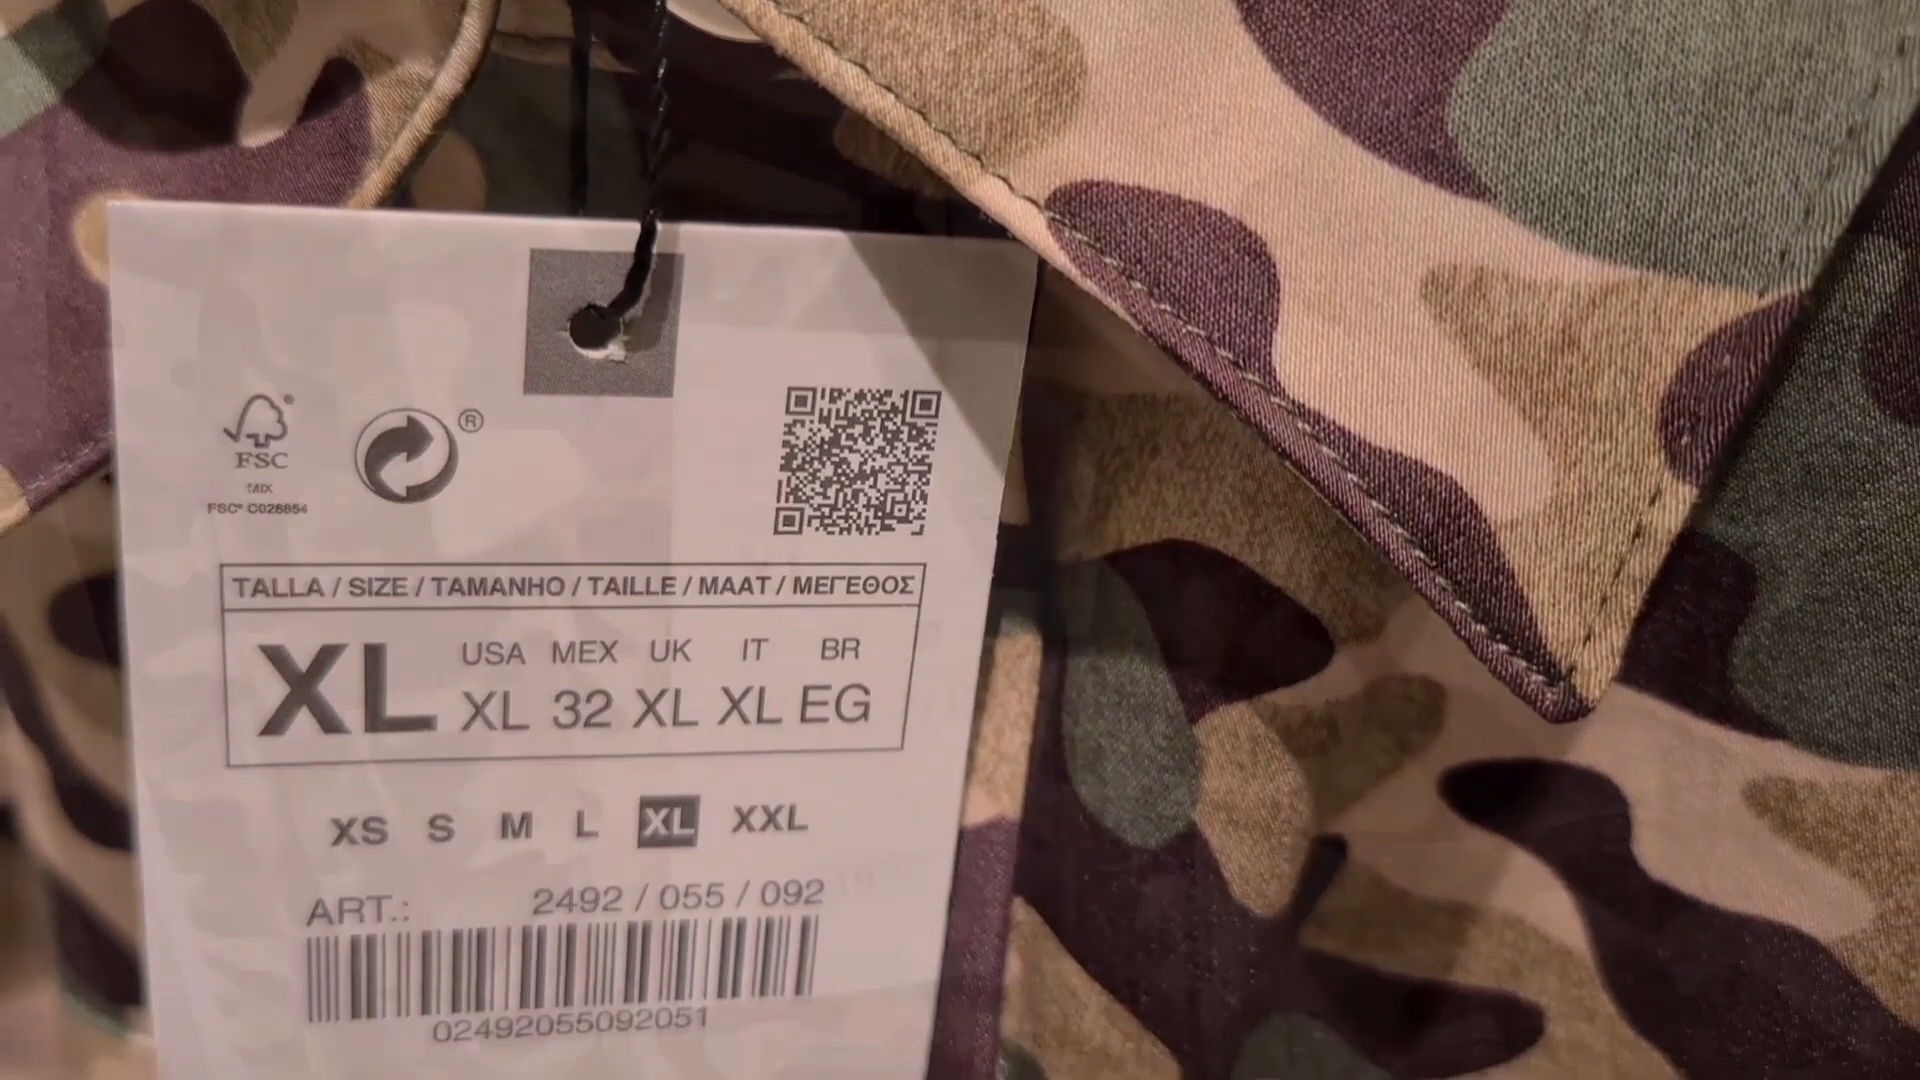 FSC
MIX
FSC® C028854
®
TALLA / SIZE / TAMANHO / TAILLE / MAAT / ΜΕΓΕΘΟΣ
XL
USA MEX UK IT BR
XL 32 XL XL EG
XS S M L XL XXL
ART.: 2492 / 055 / 092
02492055092051